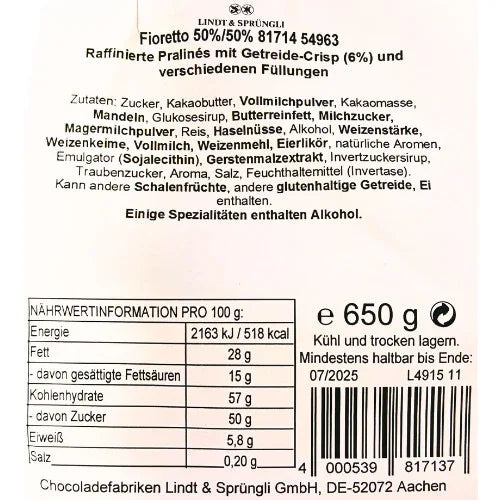 LINDT & SPRÜNGLI
Fioretto 50%/50% 81714 54963
Raffinierte Pralinés mit Getreide-Crisp (6%) und
verschiedenen Füllungen
Zutaten: Zucker, Kakaobutter, Vollmilchpulver, Kakaomasse,
Mandeln, Glukosesirup, Butterreinfett, Milchzucker,
Magermilchpulver, Reis, Haselnüsse, Alkohol, Weizenstärke,
Weizenkeime, Vollmilch, Weizenmehl, Eierlikör, natürliche Aromen,
Emulgator (Sojalecithin), Gerstenmalzextrakt, Invertzuckersirup,
Traubenzucker, Aroma, Salz, Feuchthaltemittel (Invertase).
Kann andere Schalenfrüchte, andere glutenhaltige Getreide, Ei
enthalten.
Einige Spezialitäten enthalten Alkohol.
NÄHRWERTINFORMATION PRO 100 g:
Energie 2163 kJ / 518 kcal
Fett 28 g
- davon gesättigte Fettsäuren 15 g
Kohlenhydrate 57 g
- davon Zucker 50 g
Eiweiß 5,8 g
Salz 0,20 g
e 650 g
Kühl und trocken lagern.
Mindestens haltbar bis Ende:
07/2025 L4915 11
4 000539 817137
Chocoladefabriken Lindt & Sprüngli GmbH, DE-52072 Aachen